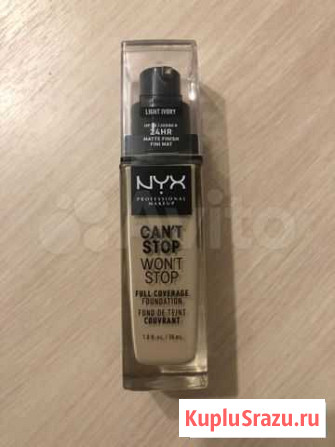 LIGHT IVORY
24HR
MATTE FINISH
FINI MAT
NYX
PROFESSIONAL
MAKEUP
CAN'T
STOP
WON'T
STOP
FULL COVERAGE
FOUNDATION
FOND DE TEINT
COUVRANT
Avito
KupluSrazu.ru